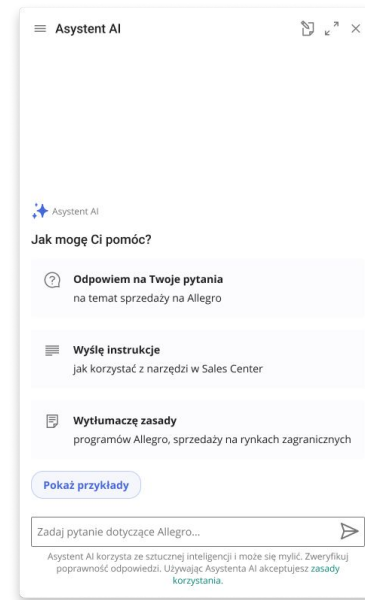 Asystent AI
Asystent AI
Jak mogę Ci pomóc?
Odpowiem na Twoje pytania
na temat sprzedaży na Allegro
Wyślę instrukcje
jak korzystać z narzędzi w Sales Center
Wytłumaczę zasady
programów Allegro, sprzedaży na rynkach zagranicznych
Pokaż przykłady
Zadaj pytanie dotyczące Allegro...
Asystent AI korzysta ze sztucznej inteligencji i może się mylić. Zweryfikuj
poprawność odpowiedzi. Używając Asystenta AI akceptujesz zasady
korzystania.